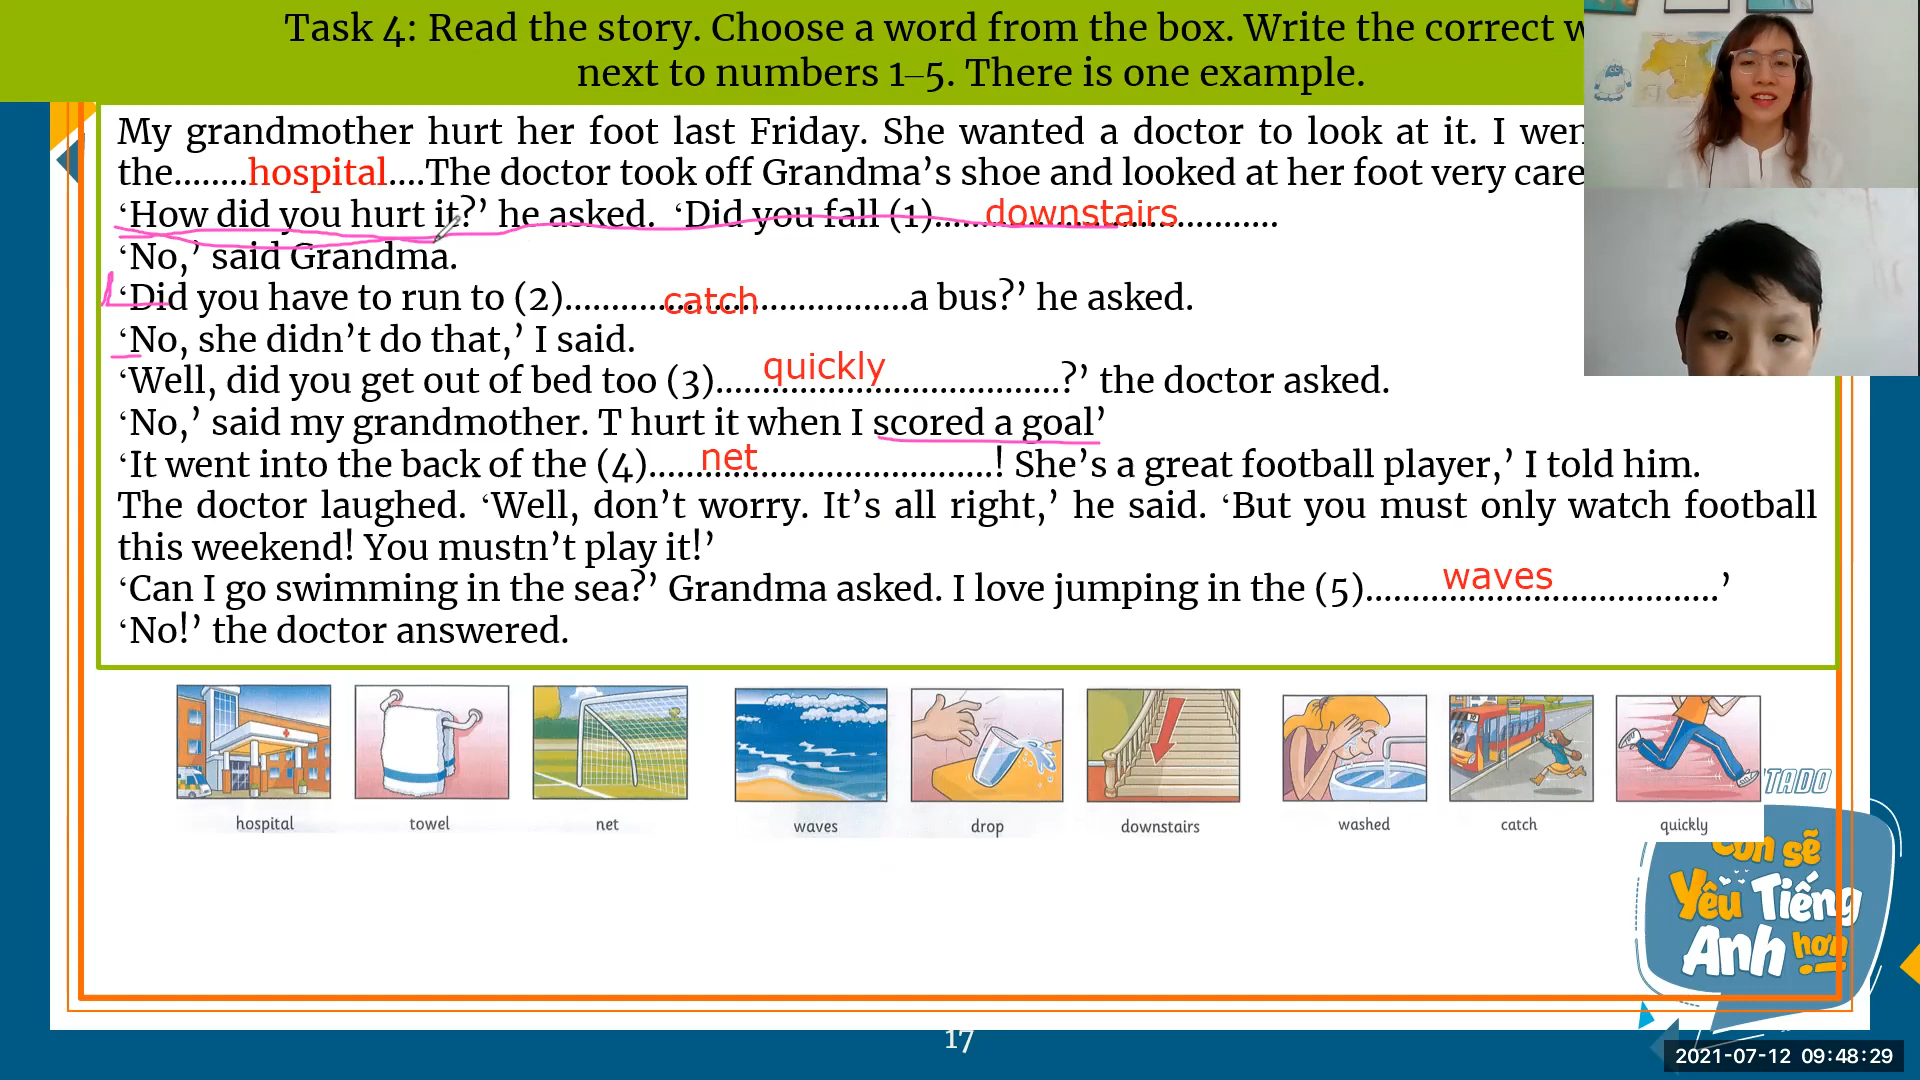 Task 4: Read the story. Choose a word from the box. Write the correct
next to numbers 1–5. There is one example.
My grandmother hurt her foot last Friday. She wanted a doctor to look at it. I
the........hospital....The doctor took off Grandma’s shoe and looked at her foot very
‘How did you hurt it?’ he asked. ‘Did you fall (1)......downstairs...........
‘No,’ said Grandma.
‘Did you have to run to (2)...........catch................a bus?’ he asked.
‘No, she didn’t do that,’ I said.
‘Well, did you get out of bed too (3)......quickly...................?’ the doctor asked.
‘No,’ said my grandmother. T hurt it when I scored a goal’
‘It went into the back of the (4)......net.........................! She’s a great football player,’ I told him.
The doctor laughed. ‘Well, don’t worry. It’s all right,’ he said. ‘But you must only watch football
this weekend! You mustn’t play it!’
‘Can I go swimming in the sea?’ Grandma asked. I love jumping in the (5)........waves..................’
‘No!’ the doctor answered.
hospital towel net waves drop downstairs washed catch quickly
TADO
Con sẽ
Yêu Tiếng
Anh hơn
17
2021-07-12 09:48:29